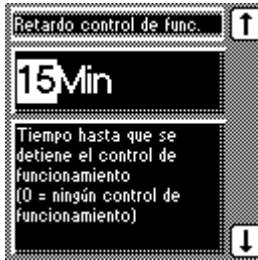 Retardo control de func.
15Min
Tiempo hasta que se
detiene el control de
funcionamiento
(0 = ningún control de
funcionamiento)